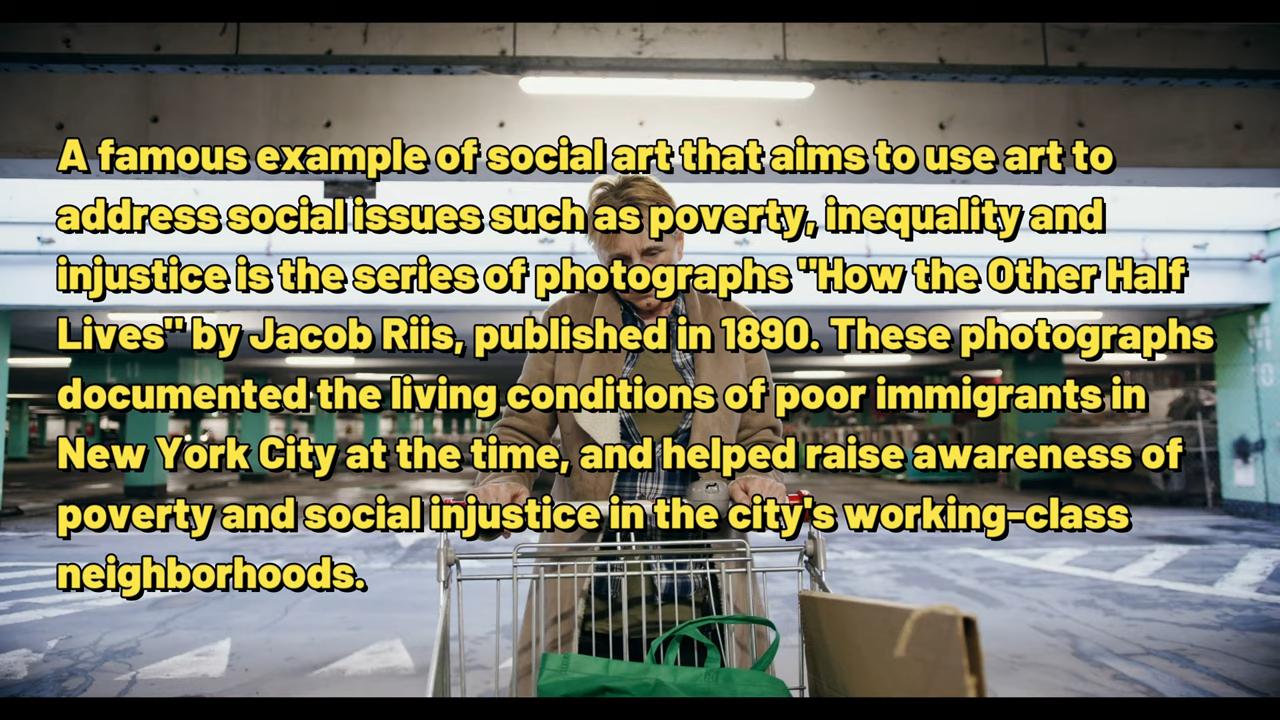 A famous example of social art that aims to use art to
address social issues such as poverty, inequality and
injustice is the series of photographs "How the Other Half
Lives" by Jacob Riis, published in 1890. These photographs
documented the living conditions of poor immigrants in
New York City at the time, and helped raise awareness of
poverty and social injustice in the city's working-class
neighborhoods.